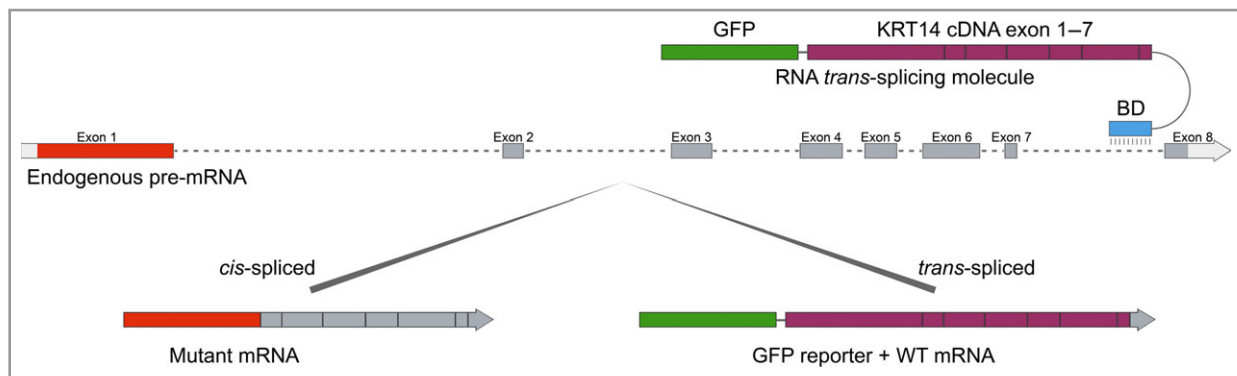 GFP KRT14 cDNA exon 1–7
RNA trans-splicing molecule
BD
Exon 1 Exon 2 Exon 3 Exon 4 Exon 5 Exon 6 Exon 7 Exon 8
Endogenous pre-mRNA
cis-spliced trans-spliced
Mutant mRNA GFP reporter + WT mRNA